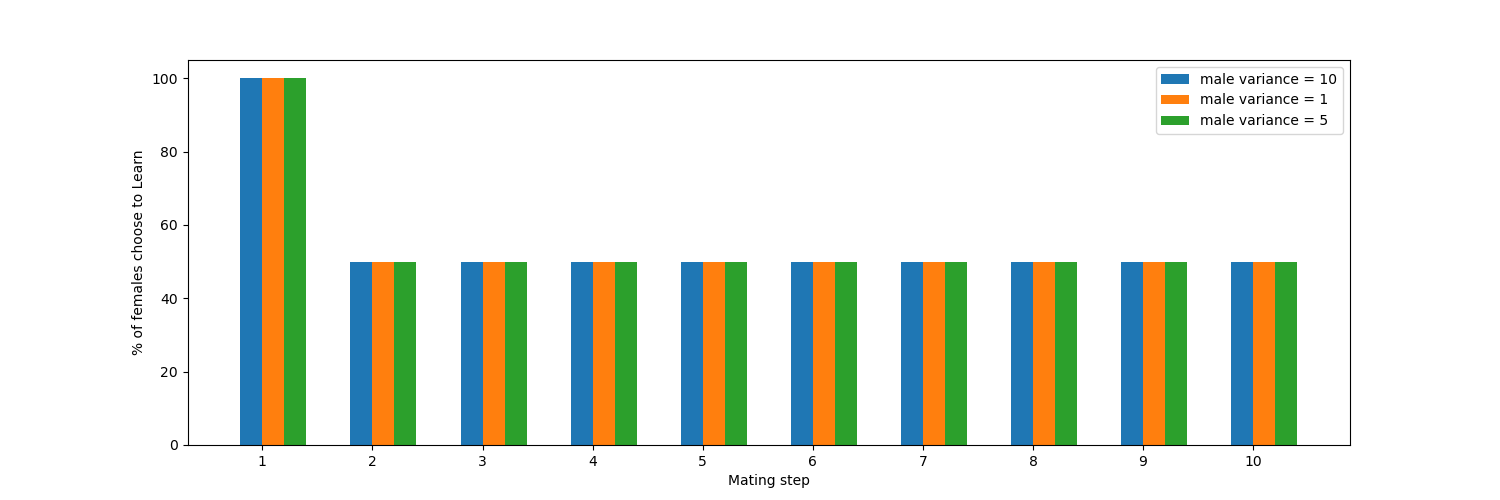 male variance = 10
male variance = 1
male variance = 5
% of females choose to Learn
100
80
60
40
20
0
1 2 3 4 5 6 7 8 9 10
Mating step